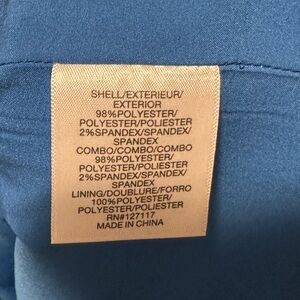 SHELL/EXTERIEUR/
EXTERIOR
98%POLYESTER/
POLYESTER/POLIESTER
2%SPANDEX/SPANDEX/
SPANDEX
COMBO/COMBO/COMBO
98%POLYESTER/
POLYESTER/POLIESTER
2%SPANDEX/SPANDEX/
SPANDEX
LINING/DOUBLURE/FORRO
100%POLYESTER/
POLYESTER/POLIESTER
RN#127117
MADE IN CHINA